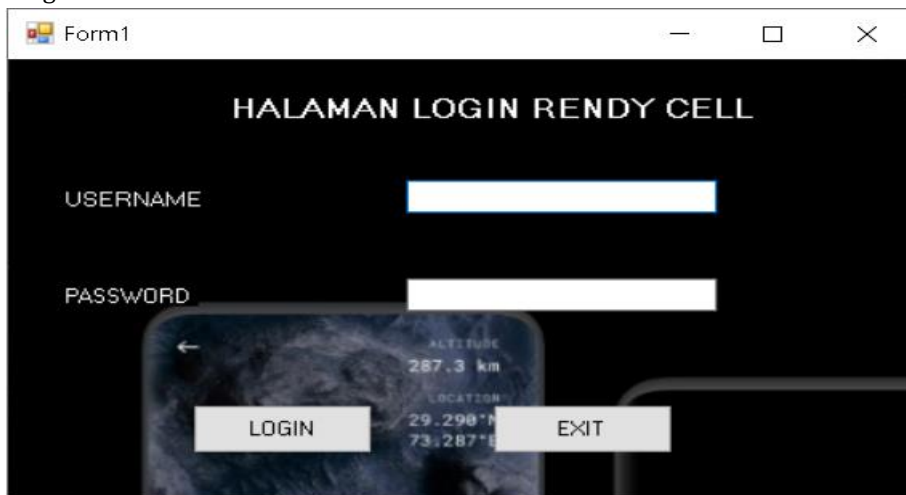 Form1
HALAMAN LOGIN RENDY CELL
USERNAME
PASSWORD
ALTITUDE
287.3 km
LOCATION
29.290°N
73.287°E
LOGIN
EXIT